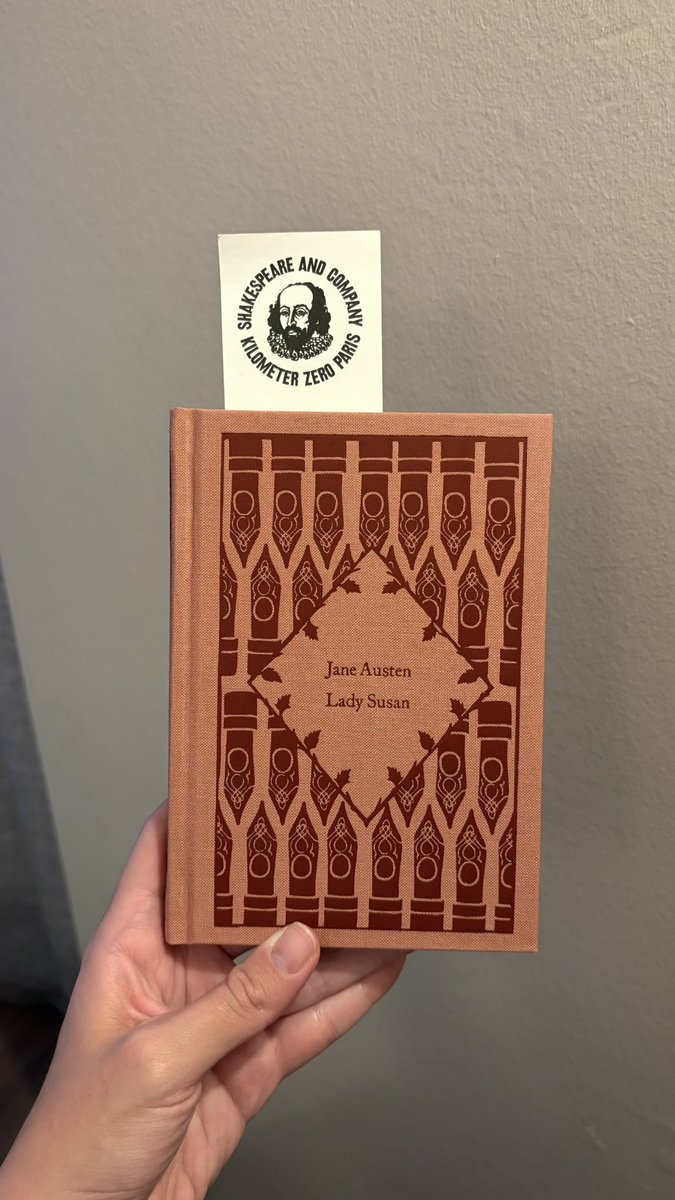 SHAKESPEARE AND COMPANY
KILOMETER ZERO PARIS
Jane Austen
Lady Susan